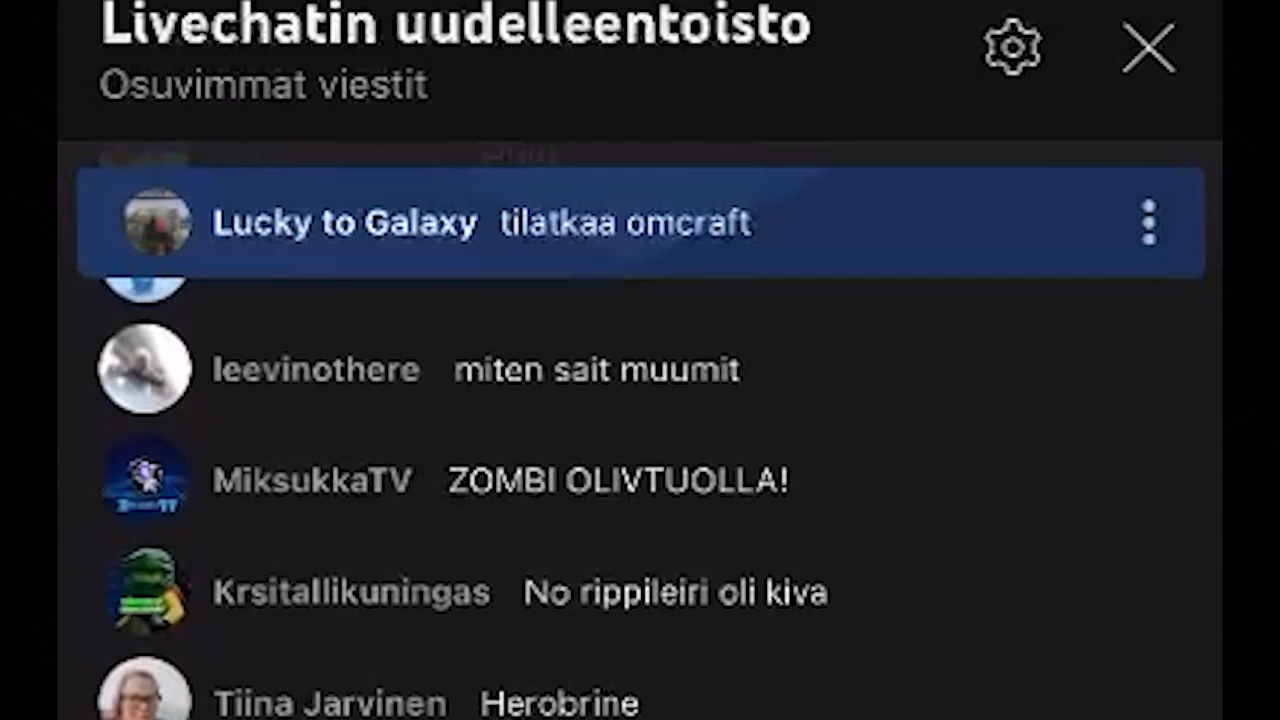 Livechatin uudelleentoisto
Osuvimmat viestit
Lucky to Galaxy tilatkaa omcraft
leevinothere miten sait muumit
MiksukkaTV ZOMBI OLIVTUOLLA!
Krsitallikuningas No rippileiri oli kiva
Tiina Jarvinen Herobrine